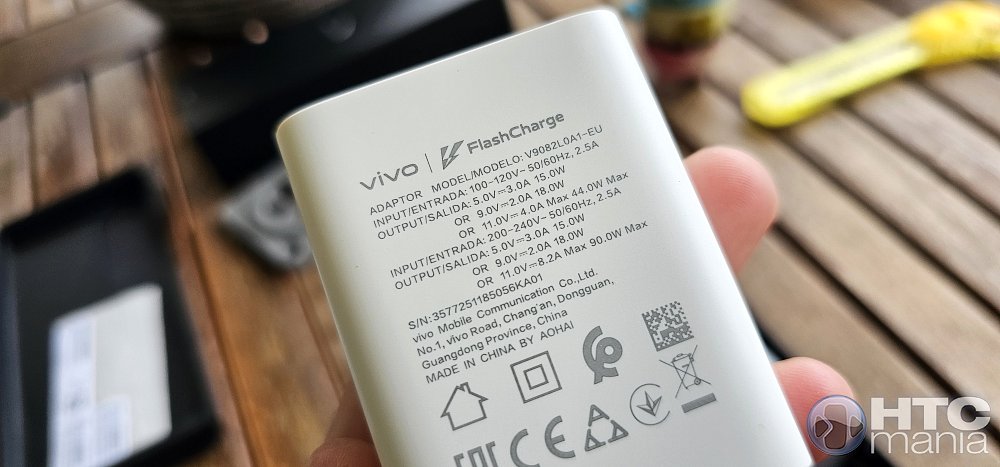 vivo | FlashCharge
ADAPTOR MODEL/MODELO: V9082L0A1-EU
INPUT/ENTRADA: 100-120V~ 50/60Hz, 2.5A
OUTPUT/SALIDA: 5.0V⎓3.0A 15.0W
OR 9.0V⎓2.0A 18.0W
OR 11.0V⎓4.0A Max 44.0W Max
INPUT/ENTRADA: 200-240V~ 50/60Hz, 2.5A
OUTPUT/SALIDA: 5.0V⎓3.0A 15.0W
OR 9.0V⎓2.0A 18.0W
OR 11.0V⎓8.2A Max 90.0W Max
S/N:3577251185056KA01
vivo Mobile Communication Co.,Ltd.
No.1, vivo Road, Chang'an, Dongguan,
Guangdong Province, China
MADE IN CHINA BY AOHAI
EAC CE
HTC
mania